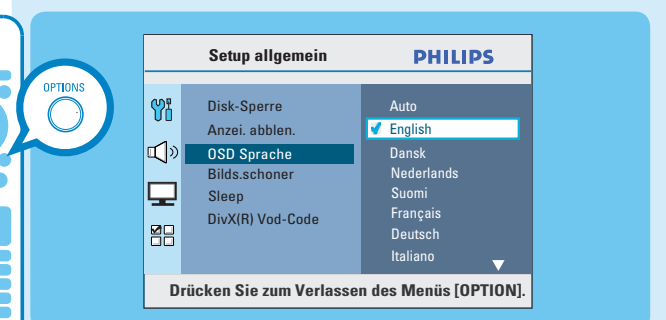 OPTIONS
Setup allgemein
PHILIPS
Disk-Sperre
Anzei. abblen.
OSD Sprache
Bilds.schoner
Sleep
DivX(R) Vod-Code
Auto
English
Dansk
Nederlands
Suomi
Français
Deutsch
Italiano
Drücken Sie zum Verlassen des Menüs [OPTION].